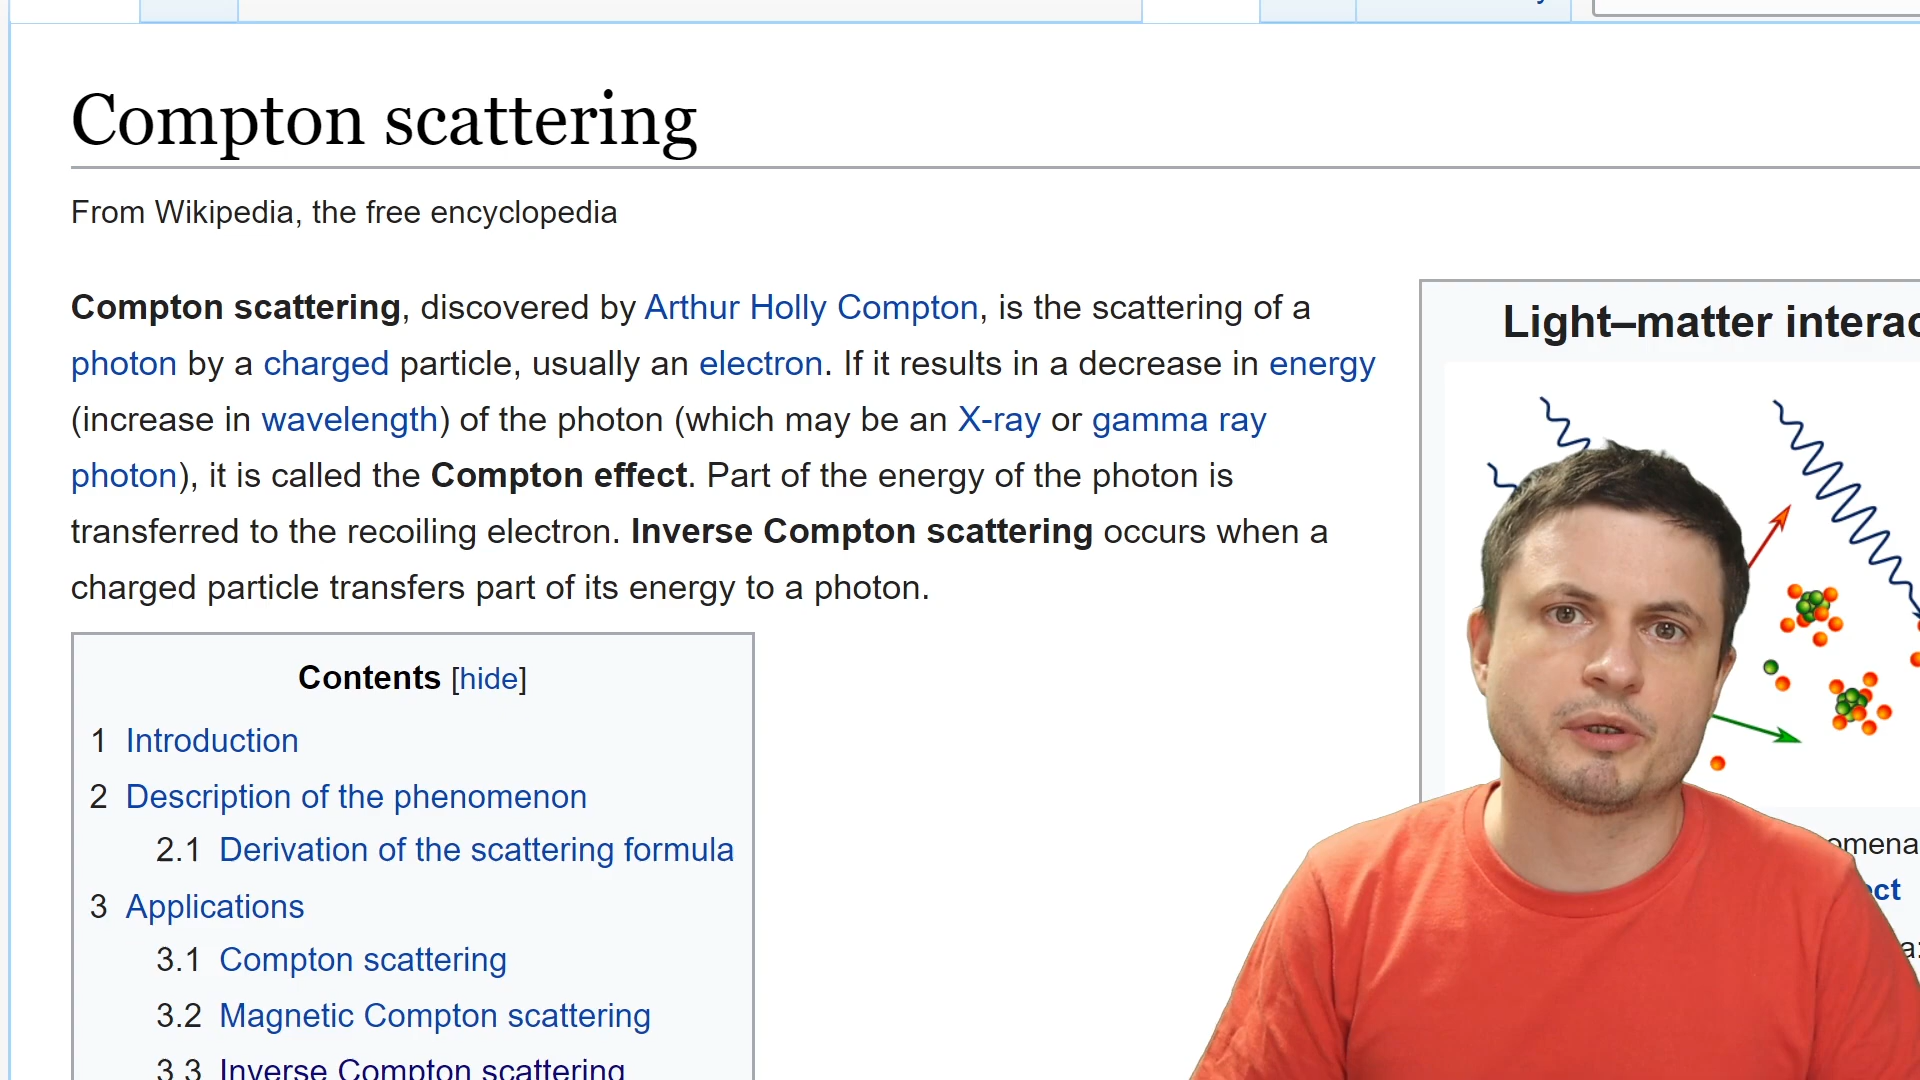 Compton scattering
From Wikipedia, the free encyclopedia
Compton scattering, discovered by Arthur Holly Compton, is the scattering of a
photon by a charged particle, usually an electron. If it results in a decrease in energy
(increase in wavelength) of the photon (which may be an X-ray or gamma ray
photon), it is called the Compton effect. Part of the energy of the photon is
transferred to the recoiling electron. Inverse Compton scattering occurs when a
charged particle transfers part of its energy to a photon.
Light–matter
Contents [hide]
1 Introduction
2 Description of the phenomenon
2.1 Derivation of the scattering formula
3 Applications
3.1 Compton scattering
3.2 Magnetic Compton scattering
3.3 Inverse Compton scattering